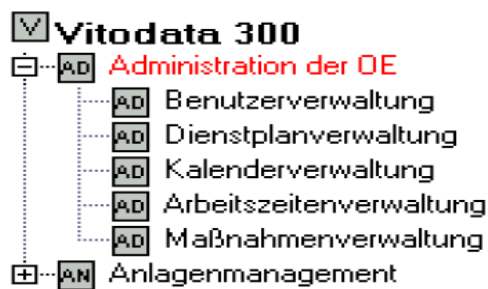 V Vitodata 300
AD Administration der OE
AD Benutzerverwaltung
AD Dienstplanverwaltung
AD Kalenderverwaltung
AD Arbeitszeitenverwaltung
AD Maßnahmenverwaltung
AN Anlagenmanagement